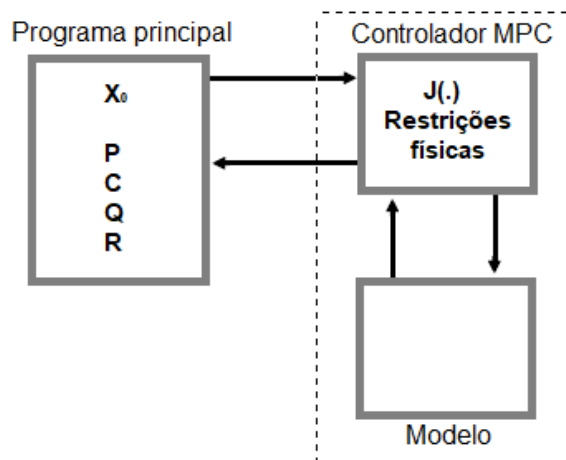 Programa principal
Controlador MPC
X₀
P
C
Q
R
J(.)
Restrições
físicas
Modelo